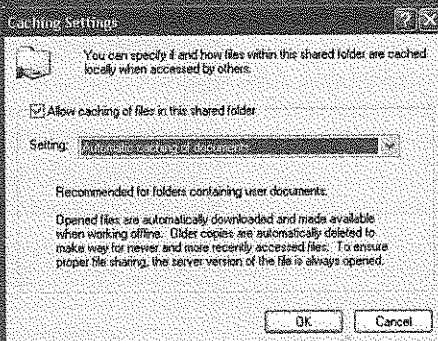 Caching Settings
You can specify if and how files within this shared folder are cached
locally when accessed by others.
Allow caching of files in this shared folder
Setting: Automatic caching of documents
Recommended for folders containing user documents.
Opened files are automatically downloaded and made available
when working offline. Older copies are automatically deleted to
make way for newer and more recently accessed files. To ensure
proper file sharing, the server version of the file is always opened.
OK Cancel